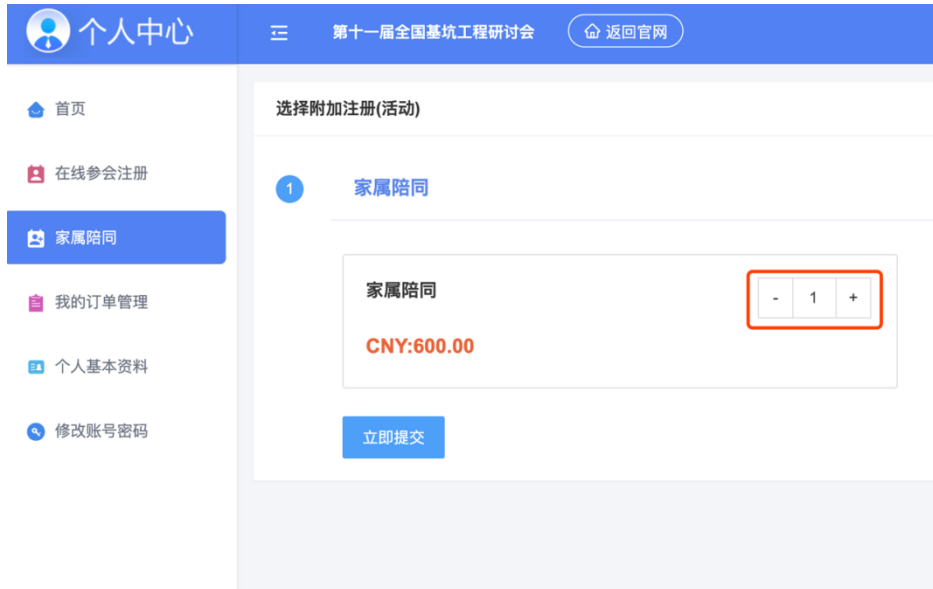 个人中心
第十一届全国基坑工程研讨会
返回官网
首页
在线参会注册
家属陪同
我的订单管理
个人基本资料
修改账号密码
选择附加注册(活动)
1
家属陪同
家属陪同
- 1 +
CNY:600.00
立即提交